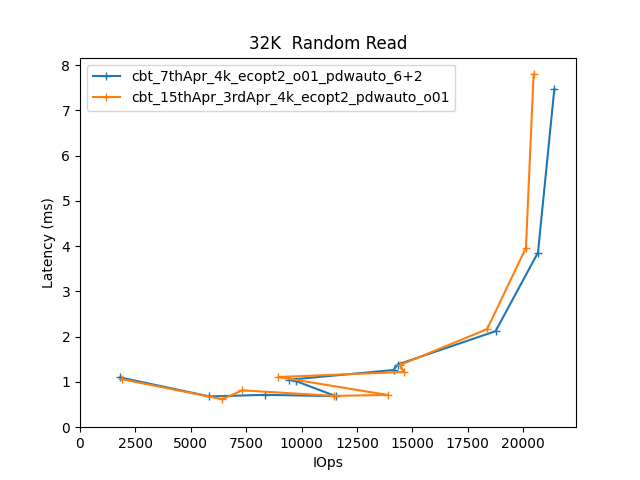 32K  Random Read
cbt_7thApr_4k_ecopt2_o01_pdwauto_6+2
cbt_15thApr_3rdApr_4k_ecopt2_pdwauto_o01
8
7
6
5
4
3
2
1
0
Latency (ms)
0 2500 5000 7500 10000 12500 15000 17500 20000
IOps